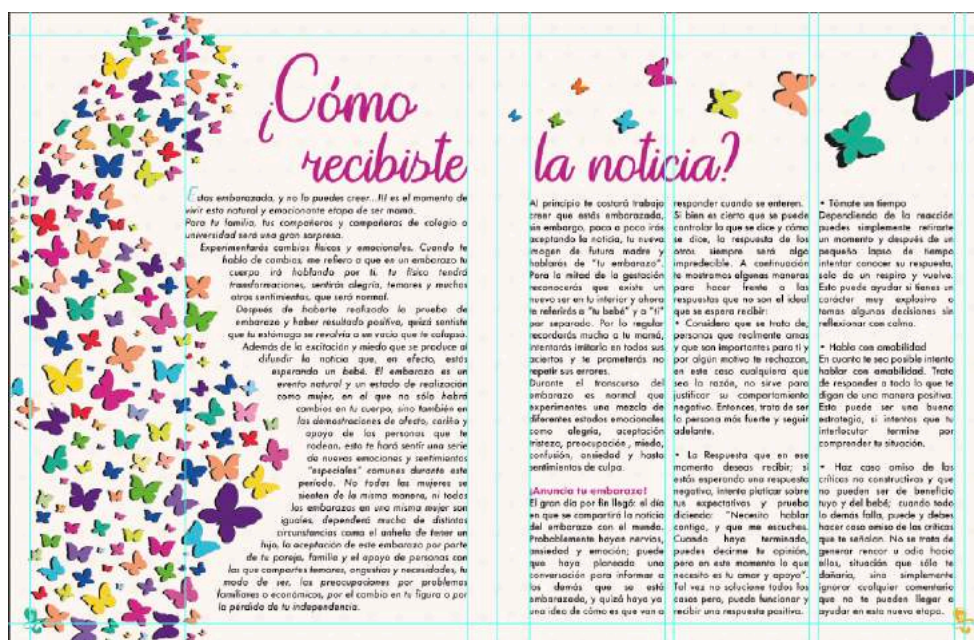 ¿Cómo
recibiste la noticia?
Estas embarazada, y no lo puedes creer...!!! es el momento de
vivir esta natural y emocionante etapa de ser mama.
Para tu familia, tus compañeros y compañeras de colegio o
universidad será una gran sorpresa.
Experimentarás cambios físicos y emocionales. Cuando te
hablo de cambios, me refiero a que en un embarazo tu
cuerpo irá hablando por ti, tu físico tendrá
transformaciones, sentirás alegría, temores y muchos
otros sentimientos, que será normal.
Después de haberte realizado la prueba de
embarazo y haber resultado positiva, quizá sentiste
que tu estómago se revolvía o un vacío que te colapsó.
Además de la excitación y miedo que se produce al
difundir la noticia que, en efecto, estás
esperando un bebé. El embarazo es un
evento natural y un estado de realización
como mujer, en el que no sólo habrá
cambios en tu cuerpo, sino también en
las demostraciones de afecto, cariño y
apoyo de las personas que te
rodean, esto te hará sentir una serie
de nuevas emociones y sentimientos
"especiales" comunes durante este
período. No todas las mujeres se
sienten de la misma manera, ni todos
los embarazos en una misma mujer son
iguales, dependerá mucho de distintas
circunstancias como el anhelo de tener un
hijo, la aceptación de este embarazo por parte
de tu pareja, familia y el apoyo de personas con
las que compartes temores, angustias y necesidades, tu
modo de ser, las preocupaciones por problemas
familiares o económicos, por el cambio en tu figura o por
la pérdida de tu independencia.
Al principio te costará trabajo
creer que estás embarazada,
sin embargo, poco a poco irás
aceptando la noticia, tu nueva
imagen de futura madre y
hablarás de "tu embarazo".
Para la mitad de la gestación
reconocerás que existe un
nuevo ser en tu interior y ahora
te referirás a "tu bebé" y a "ti"
por separado. Por lo regular
recordarás mucho a tu mamá,
intentarás imitarla en todos sus
aciertos y te prometerás no
repetir sus errores.
Durante el transcurso del
embarazo es normal que
experimentes una mezcla de
diferentes estados emocionales
como alegría, aceptación
tristeza, preocupación , miedo,
confusión, ansiedad y hasta
sentimientos de culpa.
¡Anuncia tu embarazo!
El gran día por fin llegó: el día
en que se compartirá la noticia
del embarazo con el mundo.
Probablemente hayan nervios,
ansiedad y emoción; puede
que haya planeada una
conversación para informar a
los demás que se está
embarazada, y quizá haya ya
una idea de cómo es que van a
responder cuando se enteren.
Si bien es cierto que se puede
controlar lo que se dice y cómo
se dice, la respuesta de los
otros siempre será algo
impredecible. A continuación
te mostramos algunas maneras
para hacer frente a las
respuestas que no son el ideal
que se espera recibir:
• Considera que se trata de,
personas que realmente amas
y que son importantes para ti y
por algún motivo te rechazan,
en este caso cualquiera que
sea la razón, no sirve para
justificar su comportamiento
negativo. Entonces, trata de ser
la persona más fuerte y seguir
adelante.
• La Respuesta que en ese
momento deseas recibir; si
estás esperando una respuesta
negativa, intenta platicar sobre
tus expectativas y prueba
diciendo: "Necesito hablar
contigo, y que me escuches.
Cuando haya terminado,
puedes decirme tu opinión,
pero en este momento lo que
necesito es tu amor y apoyo".
Tal vez no solucione todos los
casos pero, puede funcionar y
recibir una respuesta positiva.
• Tómate un tiempo
Dependiendo de la reacción
puedes simplemente retirarte
un momento y después de un
pequeño lapso de tiempo
intentar conocer su respuesta,
solo da un respiro y vuelve.
Esto puede ayudar si tienes un
carácter muy explosivo o
tomas algunas decisiones sin
reflexionar con calma.
• Habla con amabilidad
En cuanto te sea posible intenta
hablar con amabilidad. Trata
de responder a todo lo que te
digan de una manera positiva.
Esta puede ser una buena
estrategia, si intentas que tu
interlocutor termine por
comprender tu situación.
• Haz caso omiso de las
críticas no constructivas y que
no pueden ser de beneficio
tuyo y del bebé; cuando todo
lo demás falla, puede y debes
hacer caso omiso de las críticas
que te señalan. No se trata de
generar rencor u odio hacia
ellos, situación que sólo te
dañaría, sino simplemente
ignorar cualquier comentario
que no te pueden llegar a
ayudar en esta nueva etapa.